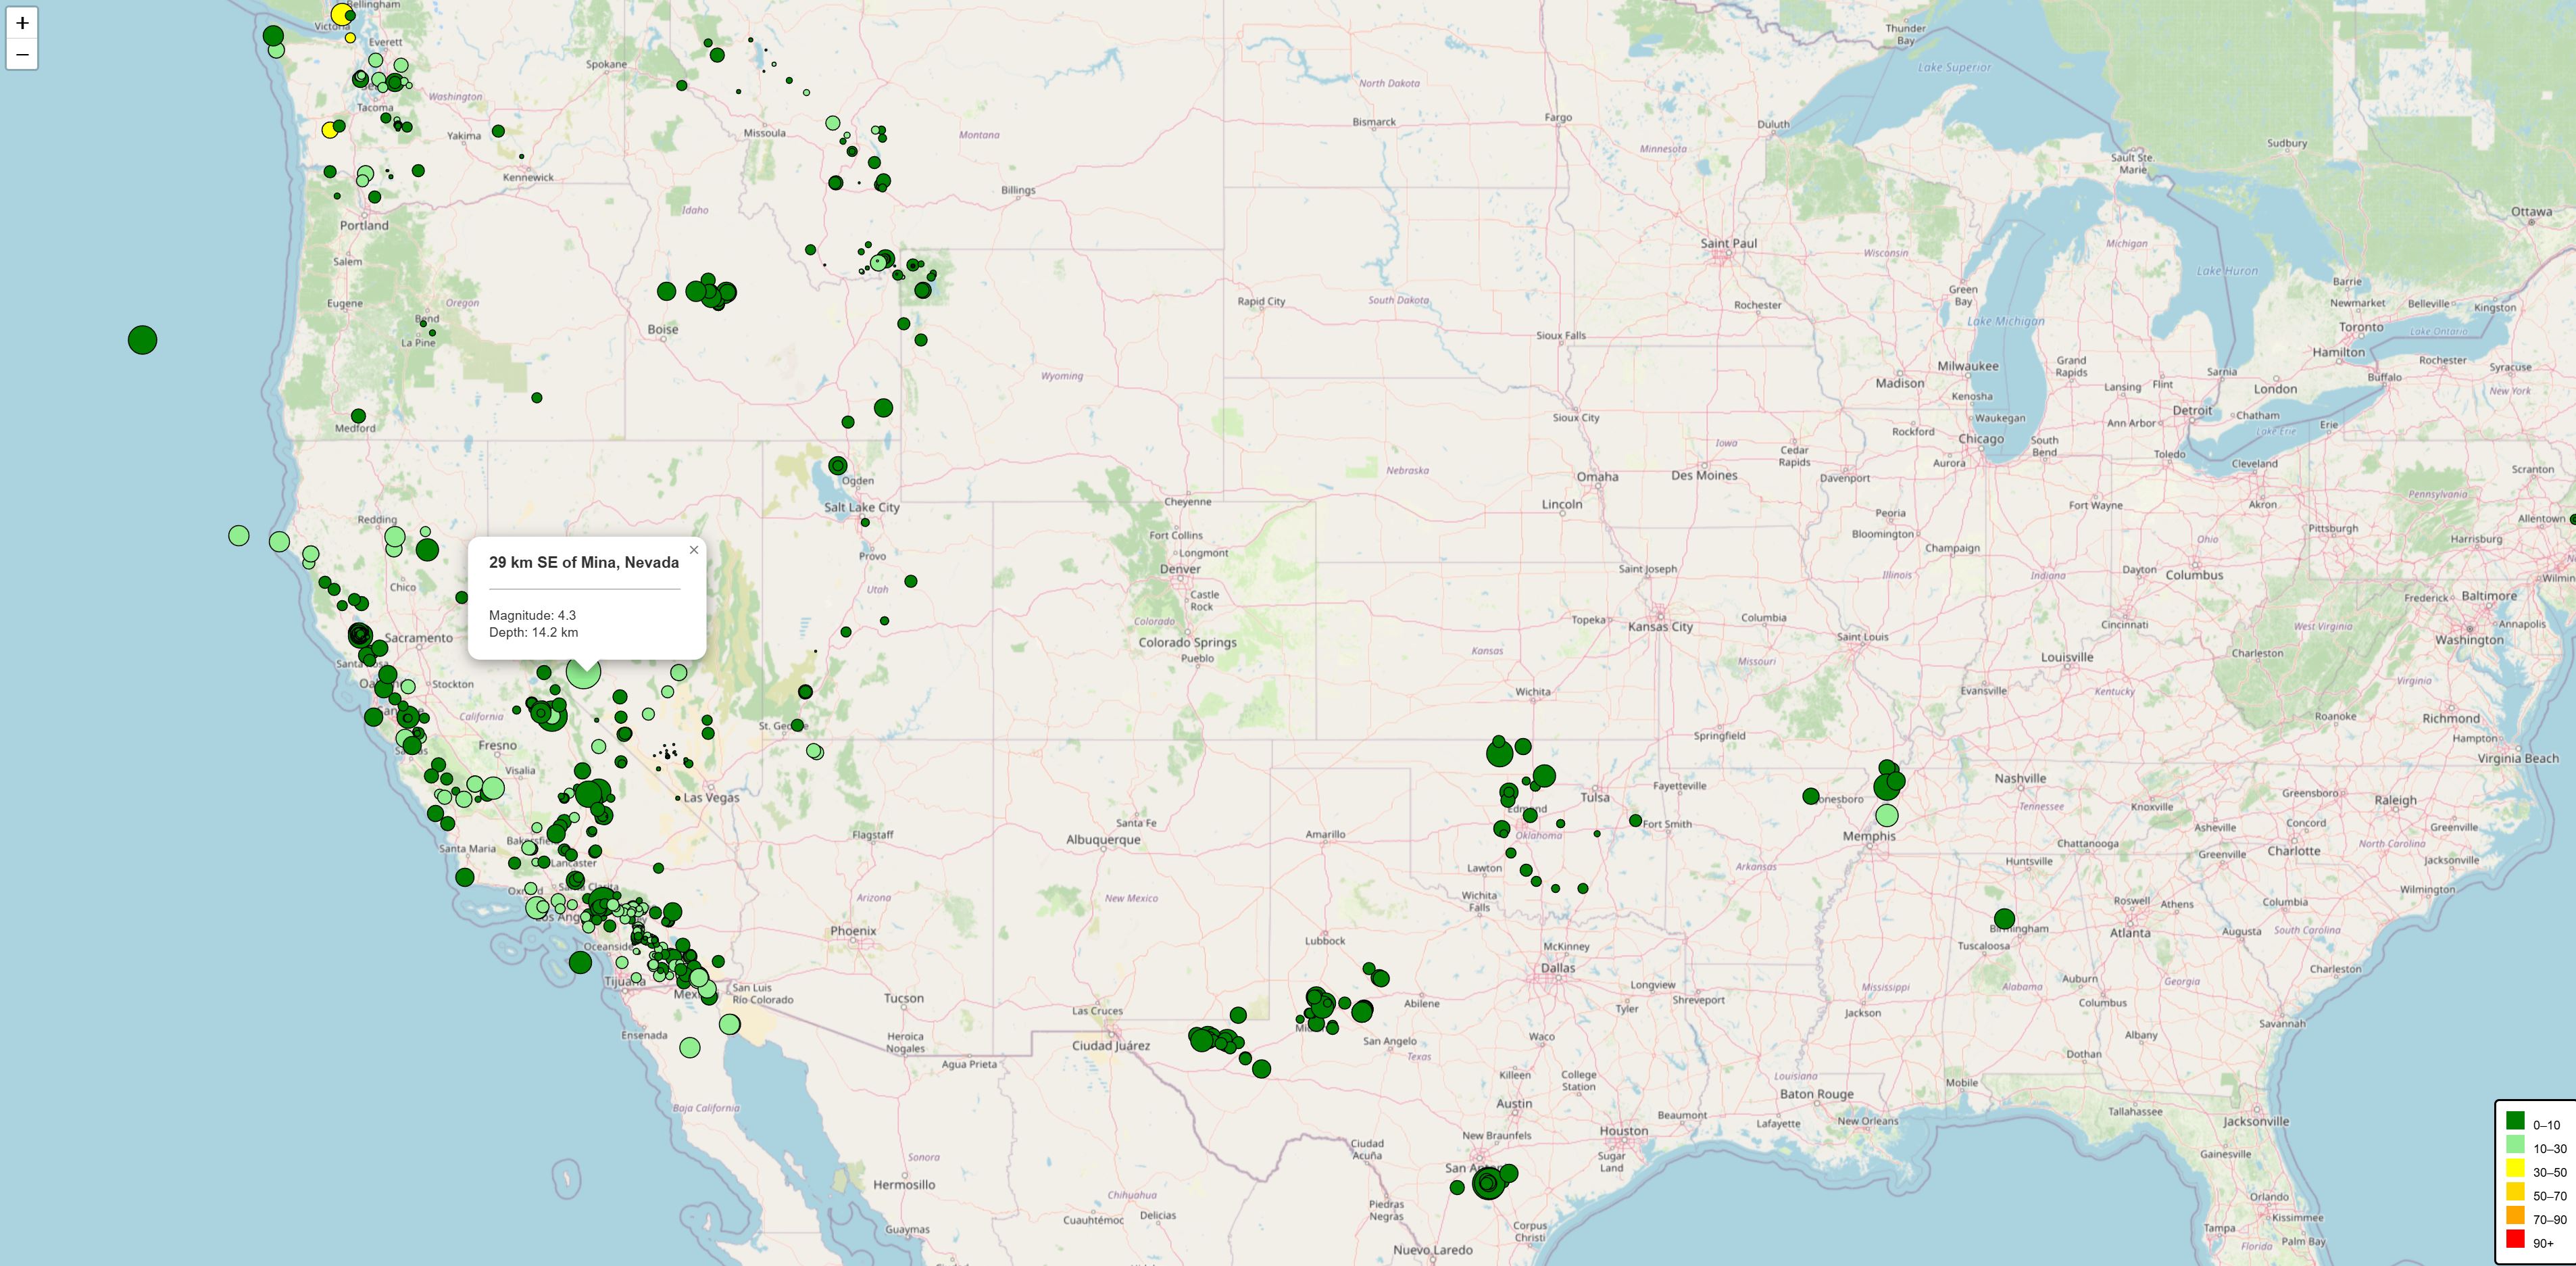 +
−
Bellingham
Victoria
Everett
Spokane
Washington
Tacoma
Yakima
Kennewick
Missoula
Montana
Billings
North Dakota
Bismarck
Fargo
Minnesota
Duluth
Thunder
Bay
Lake Superior
Sault Ste.
Marie
Sudbury
Ottawa
Portland
Salem
Idaho
Eugene
Oregon
Bend
La Pine
Boise
Medford
Rapid City
South Dakota
Saint Paul
Wisconsin
Michigan
Green
Bay
Rochester
Lake Michigan
Lake Huron
Barrie
Newmarket
Belleville
Kingston
Toronto
Lake Ontario
Hamilton
Rochester
Syracuse
Buffalo
New York
Sioux Falls
Wyoming
Milwaukee
Madison
Grand
Rapids
Lansing
Flint
Sarnia
London
Kenosha
Waukegan
Detroit
Chatham
Lake Erie
Erie
Sioux City
Iowa
Rockford
Chicago
Ann Arbor
Cedar
Rapids
Aurora
South
Bend
Toledo
Cleveland
Scranton
Nebraska
Omaha
Des Moines
Davenport
Fort Wayne
Akron
Pennsylvania
Ogden
Salt Lake City
Provo
Utah
Cheyenne
Lincoln
Peoria
Bloomington
Champaign
Pittsburgh
Allentown
Harrisburg
Ohio
Redding
Chico
Sacramento
Fort Collins
Longmont
Denver
Castle
Rock
Colorado
Colorado Springs
Pueblo
Saint Joseph
Illinois
Indiana
Dayton
Columbus
Topeka
Kansas City
Columbia
Saint Louis
Cincinnati
Frederick
Baltimore
Washington
Annapolis
West Virginia
29 km SE of Mina, Nevada
×
Magnitude: 4.3
Depth: 14.2 km
Stockton
California
Fresno
Visalia
St. George
Las Vegas
Kansas
Wichita
Missouri
Springfield
Louisville
Evansville
Kentucky
Charleston
Virginia
Roanoke
Richmond
Hampton
Virginia Beach
Santa Maria
Bakersfield
Lancaster
Santa Clarita
Oceanside
Tijuana
Flagstaff
Arizona
Phoenix
Tucson
San Luis
Río Colorado
Santa Fe
Albuquerque
New Mexico
Amarillo
Lubbock
Tulsa
Edmond
Oklahoma
Lawton
Wichita
Falls
Fayetteville
Fort Smith
Arkansas
Memphis
Nashville
Tennessee
Knoxville
Greensboro
Raleigh
Asheville
Concord
Greenville
Charlotte
Greenville
North Carolina
Jacksonville
Wilmington
Chattanooga
Huntsville
Roswell
Athens
Columbia
Atlanta
Augusta
South Carolina
Charleston
Birmingham
Tuscaloosa
Auburn
Georgia
Alabama
Columbus
Savannah
Albany
Dothan
McKinney
Dallas
Longview
Shreveport
Mississippi
Jackson
Tyler
Abilene
Waco
San Angelo
Texas
Killeen
College
Station
Austin
Las Cruces
Ciudad Juárez
Ensenada
Heroica
Nogales
Agua Prieta
Baja California
Sonora
Hermosillo
Guaymas
Chihuahua
Cuauhtémoc
Delicias
Ciudad
Acuña
Piedras
Negras
New Braunfels
San Antonio
Houston
Sugar
Land
Beaumont
Louisiana
Baton Rouge
Lafayette
New Orleans
Mobile
Tallahassee
Jacksonville
Gainesville
Orlando
Kissimmee
Tampa
Palm Bay
Florida
Corpus
Christi
Nuevo Laredo
0–10
10–30
30–50
50–70
70–90
90+